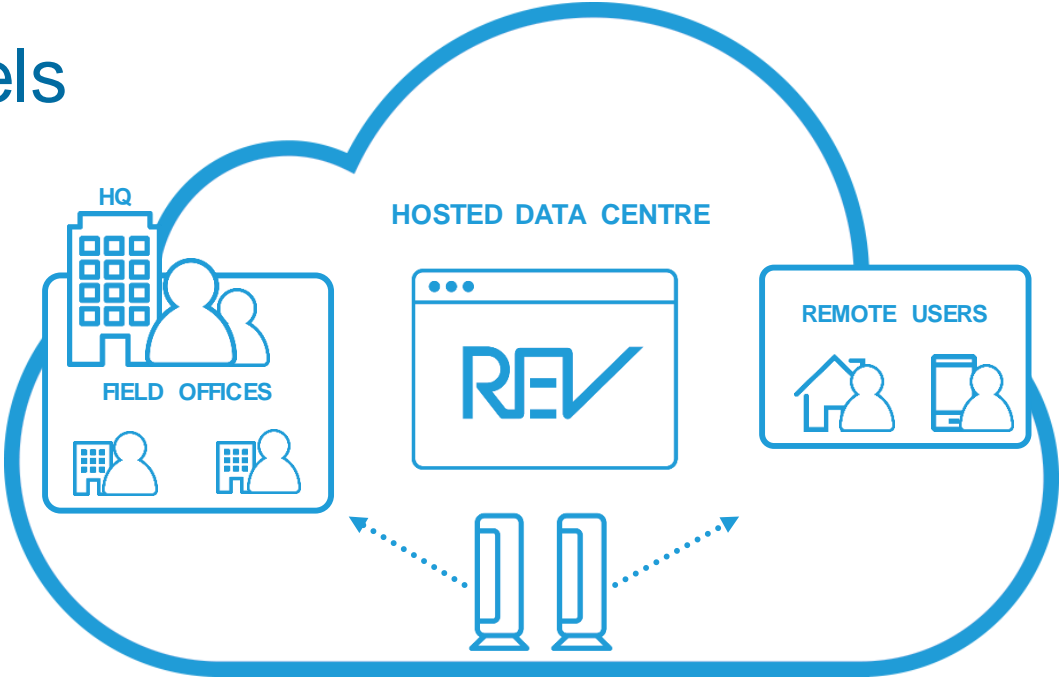 els
HQ
HOSTED DATA CENTRE
REMOTE USERS
REV
FIELD OFFICES